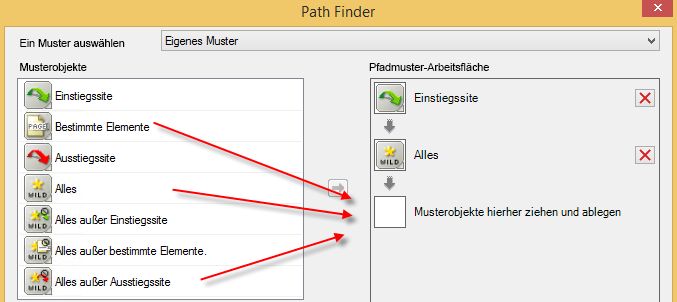 Path Finder
Ein Muster auswählen
Eigenes Muster
Musterobjekte
Einstiegssite
PAGE
Bestimmte Elemente
Ausstiegssite
WILD
Alles
WILD
Alles außer Einstiegssite
Alles außer bestimmte Elemente.
WILD
Alles außer Ausstiegssite
Pfadmuster-Arbeitsfläche
Einstiegssite
WILD
Alles
Musterobjekte hierher ziehen und ablegen